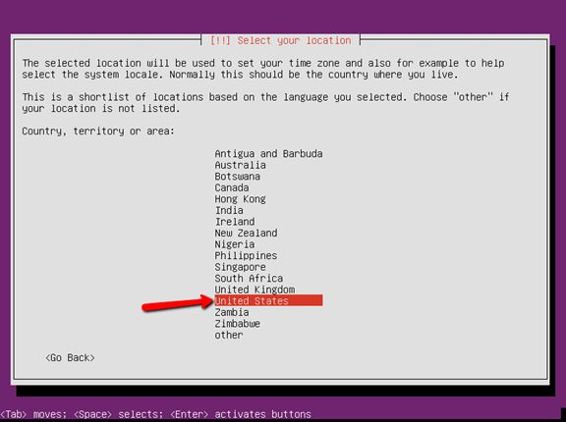 [!!] Select your location
The selected location will be used to set your time zone and also for example to help
select the system locale. Normally this should be the country where you live.
This is a shortlist of locations based on the language you selected. Choose "other" if
your location is not listed.
Country, territory or area:
Antigua and Barbuda
Australia
Botswana
Canada
Hong Kong
India
Ireland
New Zealand
Nigeria
Philippines
Singapore
South Africa
United Kingdom
United States
Zambia
Zimbabwe
other
<Go Back>
<Tab> moves; <Space> selects; <Enter> activates buttons